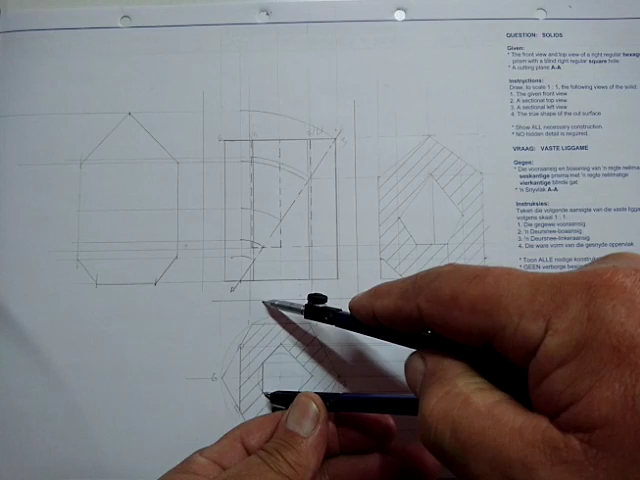 QUESTION: SOLIDS
Given:
* The front view and top view of a right regular
prism with a blind right regular square hole
* A cutting plane A-A
Instructions:
Draw, to scale 1 : 1, the following views of the solid:
1. The given front view
2. A sectional top view
3. A sectional left view
4. The true shape of the cut surface
* Show ALL necessary construction.
* NO hidden detail is required.
VRAAG: VASTE LIGGAME
Gegee:
* Die vooraansig en boaansig van 'n regte reëlmatige
seskantige prisma met 'n regte reëlmatige
vierkantige blinde gat
* 'n Snyvlak A-A
Instruksies:
Teken die volgende aansigte van die vaste
volgens skaal 1 : 1:
1. Die gegewe vooraansig
2. 'n Deursnee-boaansig
3. 'n Deursnee-linkeraansig
4. Die ware vorm van die gesnyde oppervlak
* Toon ALLE nodige
* GEEN verborge